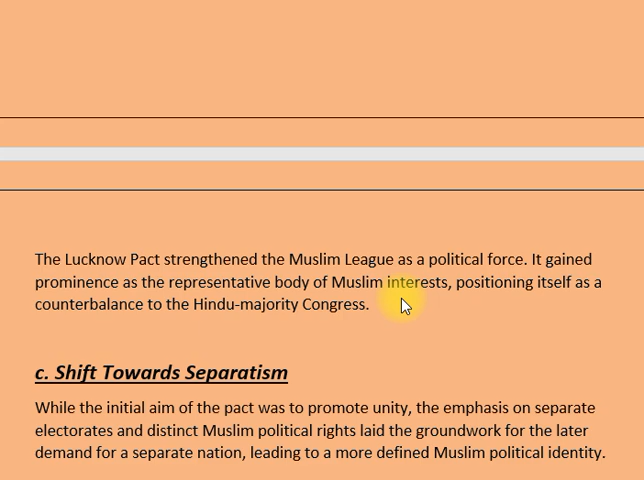 The Lucknow Pact strengthened the Muslim League as a political force. It gained
prominence as the representative body of Muslim interests, positioning itself as a
counterbalance to the Hindu-majority Congress.
c. Shift Towards Separatism
While the initial aim of the pact was to promote unity, the emphasis on separate
electorates and distinct Muslim political rights laid the groundwork for the later
demand for a separate nation, leading to a more defined Muslim political identity.